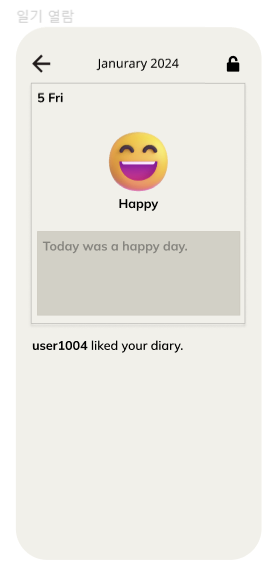 일기 열람
Janurary 2024
5 Fri
Happy
Today was a happy day.
user1004 liked your diary.